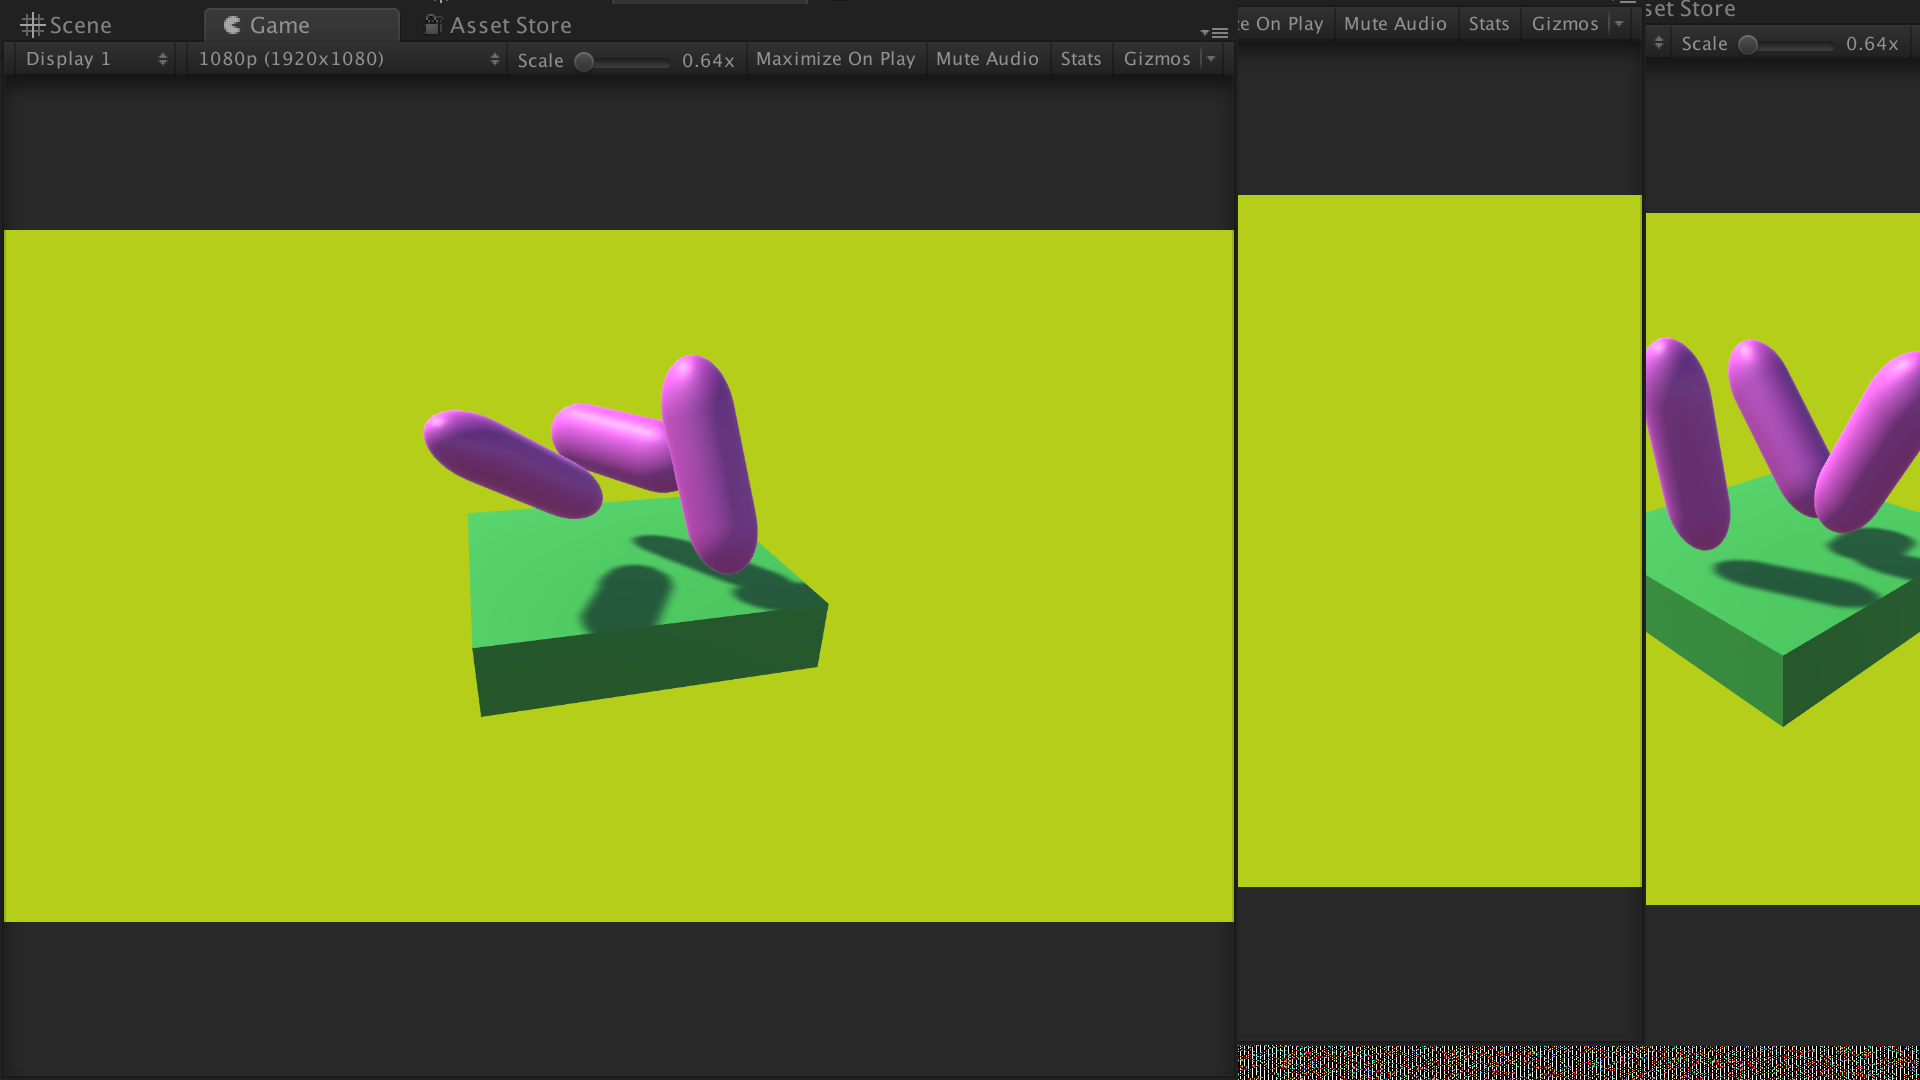 Scene Game Asset Store
Display 1 1080p (1920x1080) Scale 0.64x Maximize On Play Mute Audio Stats Gizmos
On Play Mute Audio Stats Gizmos
Store
Scale 0.64x